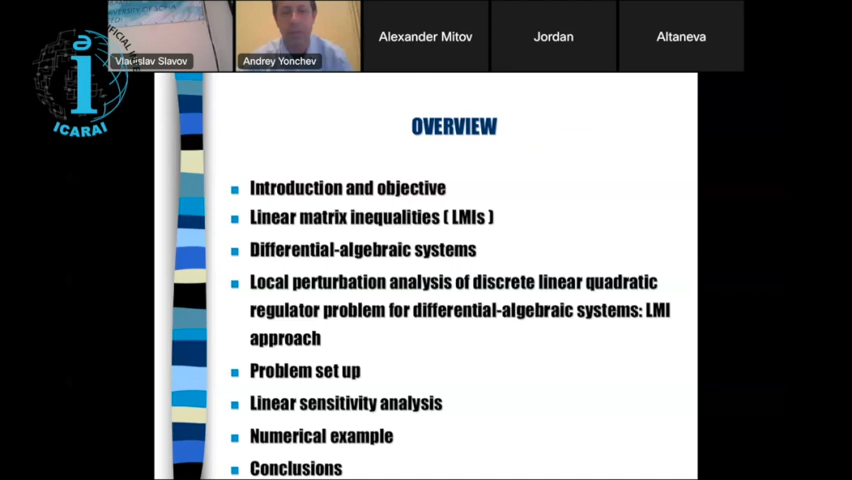 Vladislav Slavov
Andrey Yonchev
Alexander Mitov
Jordan
Altaneva
ICARAI
OVERVIEW
Introduction and objective
Linear matrix inequalities ( LMIs )
Differential-algebraic systems
Local perturbation analysis of discrete linear quadratic
regulator problem for differential-algebraic systems: LMI
approach
Problem set up
Linear sensitivity analysis
Numerical example
Conclusions